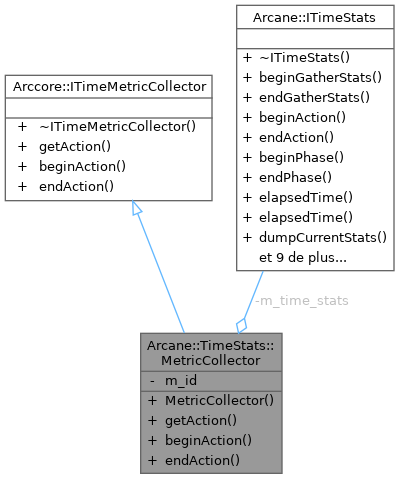 Arcane::ITimeStats
+ ~ITimeStats()
+ beginGatherStats()
+ endGatherStats()
+ beginAction()
+ endAction()
+ beginPhase()
+ endPhase()
+ elapsedTime()
+ elapsedTime()
+ dumpCurrentStats()
et 9 de plus...
Arccore::ITimeMetricCollector
+ ~ITimeMetricCollector()
+ getAction()
+ beginAction()
+ endAction()
-m_time_stats
Arcane::TimeStats::
MetricCollector
- m_id
+ MetricCollector()
+ getAction()
+ beginAction()
+ endAction()